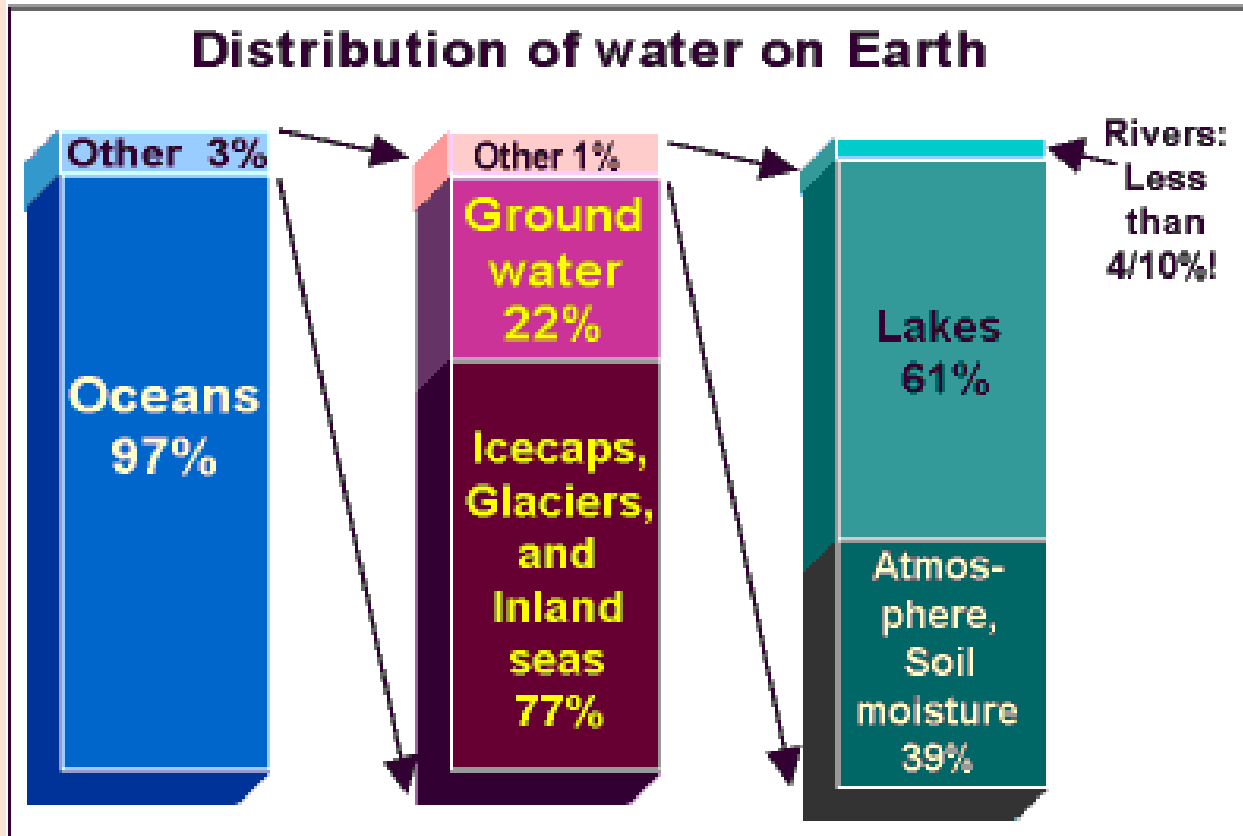 Distribution of water on Earth
Other 3%
Oceans
97%
Other 1%
Ground
water
22%
Icecaps,
Glaciers,
and
Inland
seas
77%
Rivers:
Less
than
4/10%!
Lakes
61%
Atmos-
phere,
Soil
moisture
39%